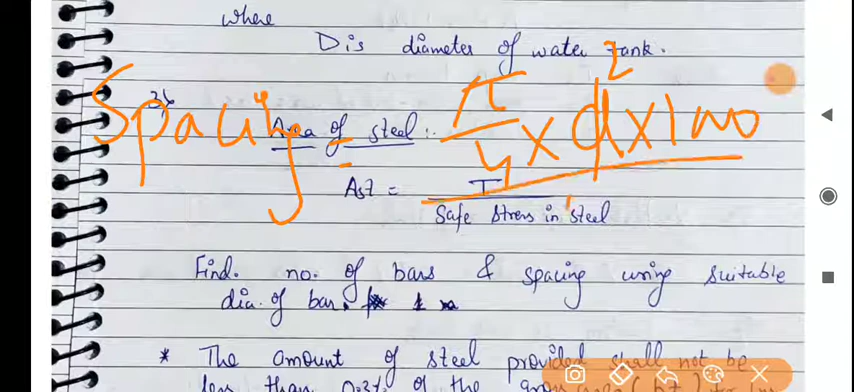 where
D is diameter of water tank.
3)
Area of steel :-
Spacing = π/4 × d² × 1000
Ast = T / Safe Stress in steel
Find. no. of bars & spacing using suitable
dia. of bar.
* The amount of steel provided shall not be
less than 0.3% of the gross